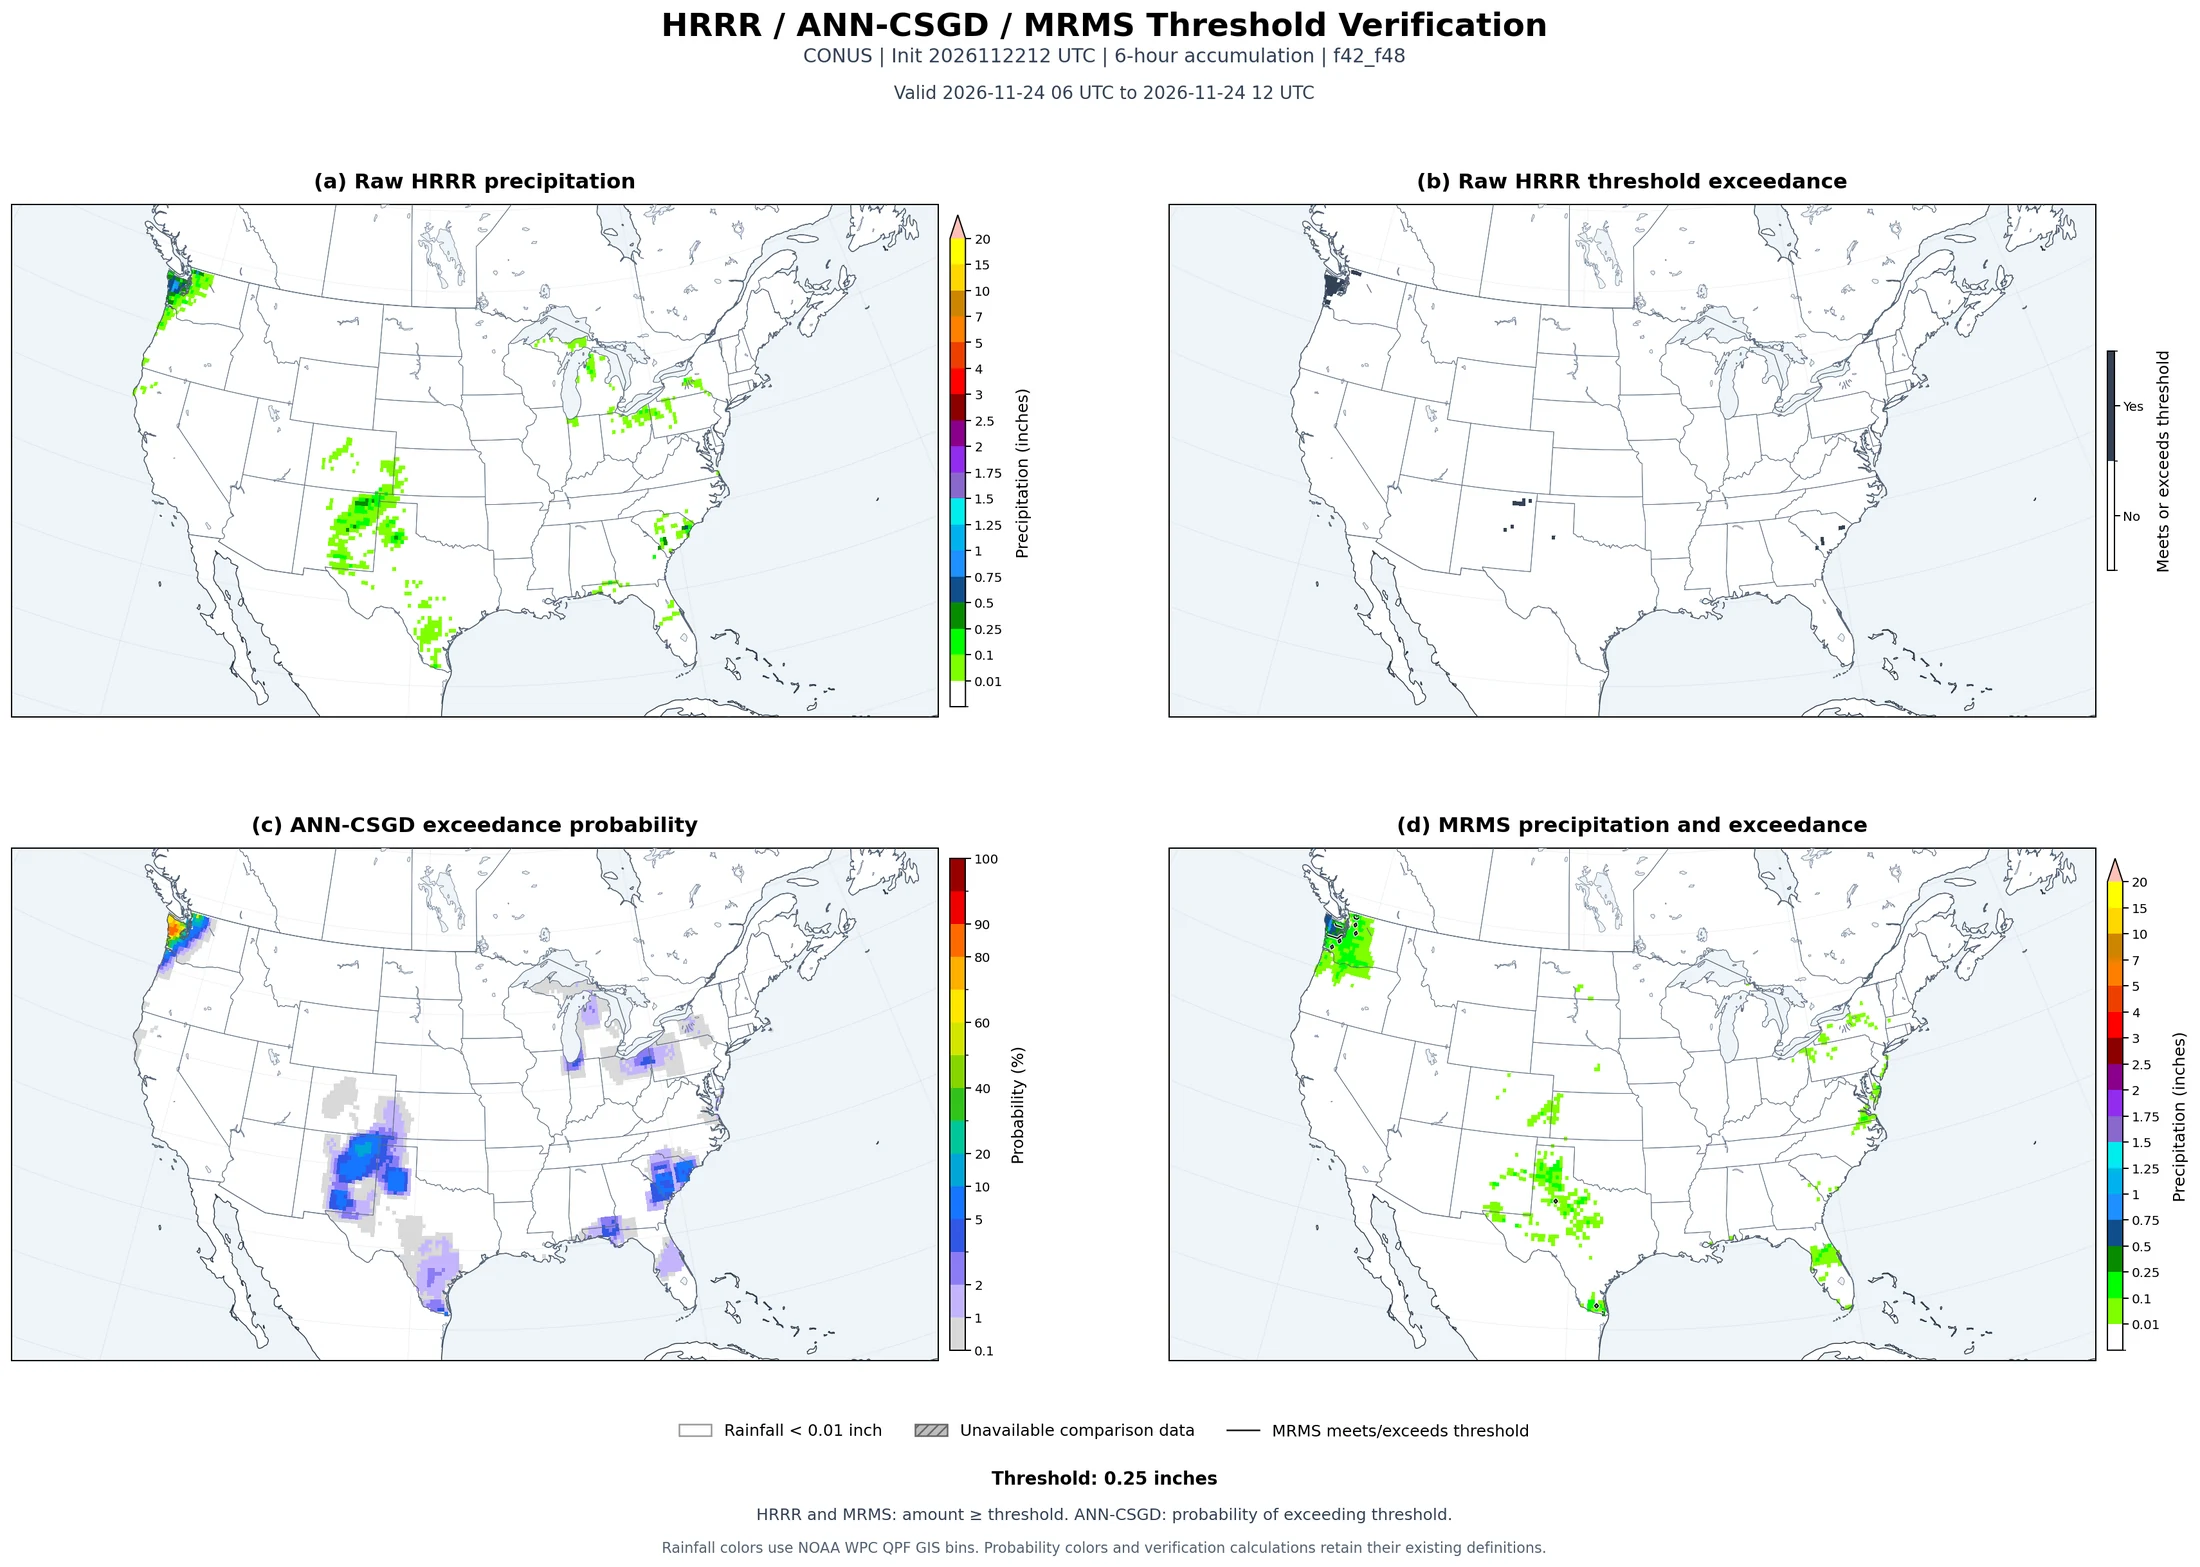 HRRR / ANN-CSGD / MRMS Threshold Verification
CONUS | Init 2026112212 UTC | 6-hour accumulation | f42_f48
Valid 2026-11-24 06 UTC to 2026-11-24 12 UTC
(a) Raw HRRR precipitation
20
15
10
7
5
4
3
2.5
2
1.75
1.5
1.25
1
0.75
0.5
0.25
0.1
0.01
Precipitation (inches)
(b) Raw HRRR threshold exceedance
Yes
No
Meets or exceeds threshold
(c) ANN-CSGD exceedance probability
100
90
80
60
40
20
10
5
2
1
0.1
Probability (%)
(d) MRMS precipitation and exceedance
20
15
10
7
5
4
3
2.5
2
1.75
1.5
1.25
1
0.75
0.5
0.25
0.1
0.01
Precipitation (inches)
Rainfall < 0.01 inch
Unavailable comparison data
MRMS meets/exceeds threshold
Threshold: 0.25 inches
HRRR and MRMS: amount ≥ threshold. ANN-CSGD: probability of exceeding threshold.
Rainfall colors use NOAA WPC QPF GIS bins. Probability colors and verification calculations retain their existing definitions.